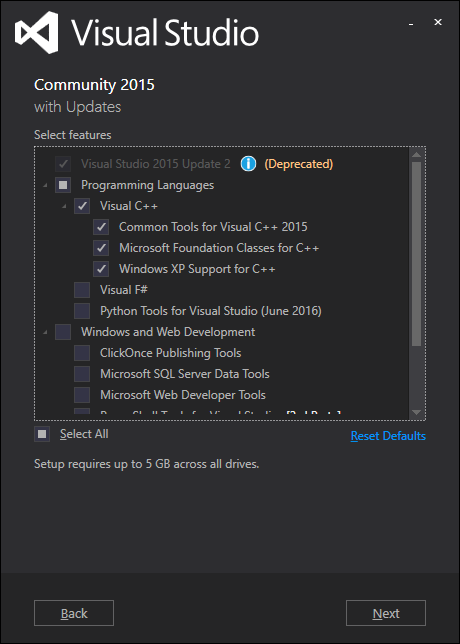 Visual Studio
Community 2015
with Updates
Select features
Visual Studio 2015 Update 2 (Deprecated)
Programming Languages
Visual C++
Common Tools for Visual C++ 2015
Microsoft Foundation Classes for C++
Windows XP Support for C++
Visual F#
Python Tools for Visual Studio (June 2016)
Windows and Web Development
ClickOnce Publishing Tools
Microsoft SQL Server Data Tools
Microsoft Web Developer Tools
Select All
Reset Defaults
Setup requires up to 5 GB across all drives.
Back
Next